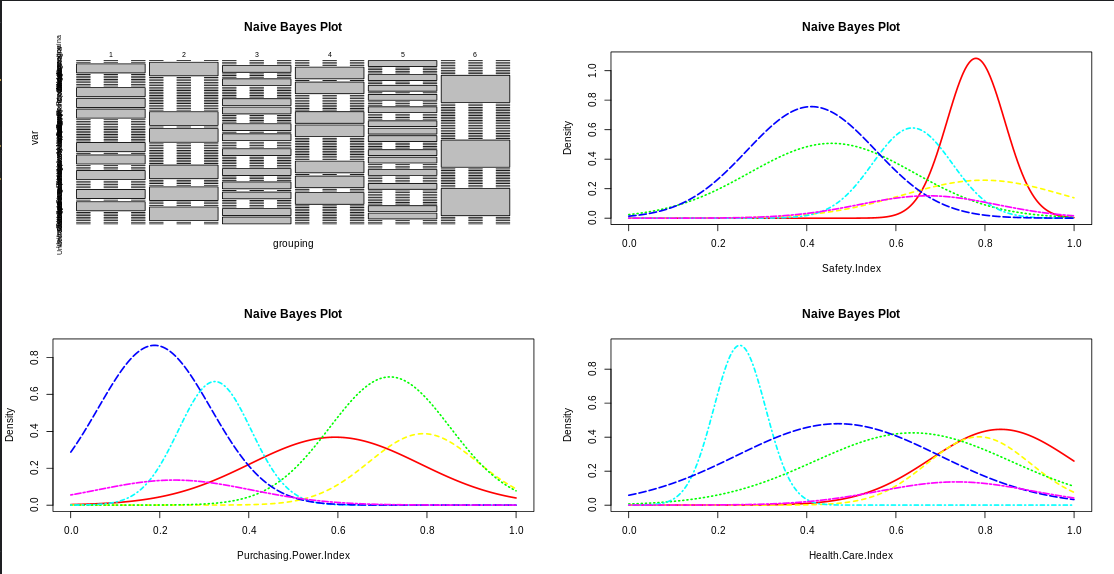 Naive Bayes Plot
1 2 3 4 5 6
var
grouping
Naive Bayes Plot
Density
0.0 0.2 0.4 0.6 0.8 1.0
0.0 0.2 0.4 0.6 0.8 1.0
Safety.Index
Naive Bayes Plot
Density
0.0 0.2 0.4 0.6 0.8
0.0 0.2 0.4 0.6 0.8 1.0
Purchasing.Power.Index
Naive Bayes Plot
Density
0.0 0.2 0.4 0.6 0.8
0.0 0.2 0.4 0.6 0.8 1.0
Health.Care.Index